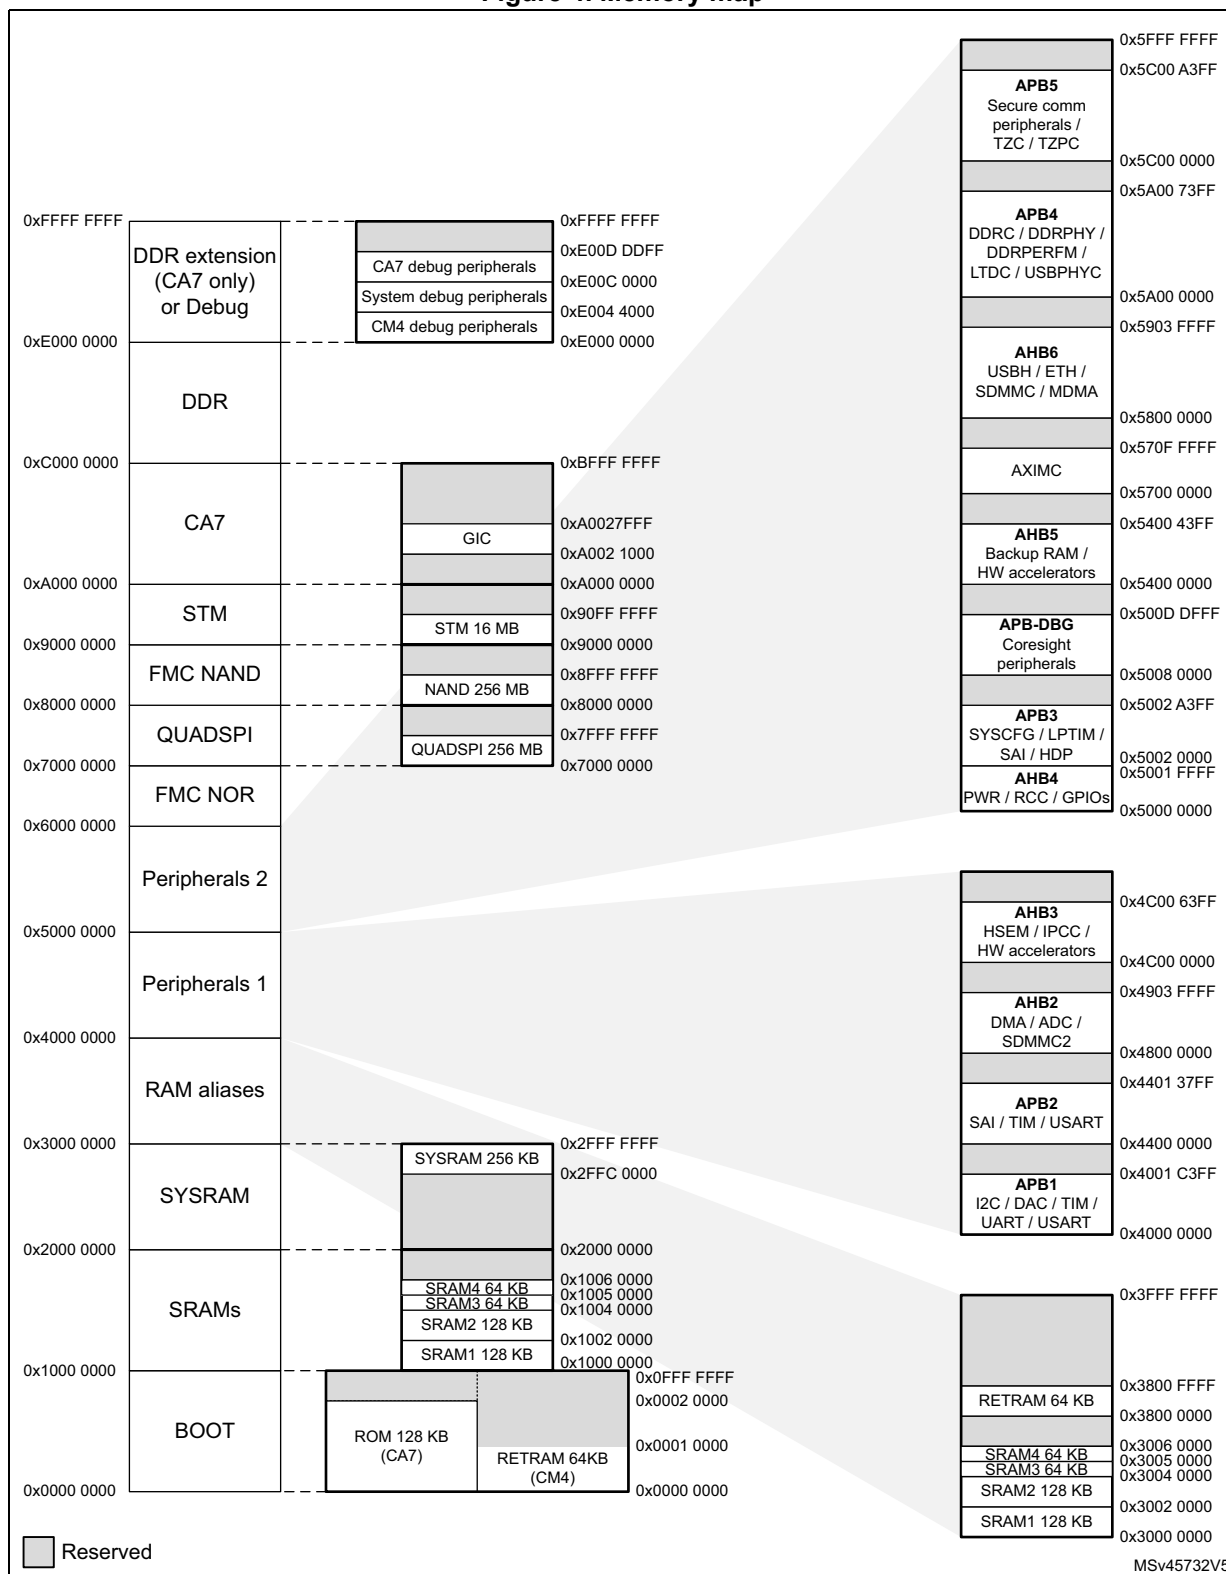 0xFFFF FFFF
DDR extension
(CA7 only)
or Debug
0xE000 0000
DDR
0xC000 0000
CA7
0xA000 0000
STM
0x9000 0000
FMC NAND
0x8000 0000
QUADSPI
0x7000 0000
FMC NOR
0x6000 0000
Peripherals 2
0x5000 0000
Peripherals 1
0x4000 0000
RAM aliases
0x3000 0000
SYSRAM
0x2000 0000
SRAMs
0x1000 0000
BOOT
0x0000 0000
Reserved
0xFFFF FFFF
0xE00D DDFF
CA7 debug peripherals
0xE00C 0000
System debug peripherals
0xE004 4000
CM4 debug peripherals
0xE000 0000
0xBFFF FFFF
0xA0027FFF
GIC
0xA002 1000
0xA000 0000
0x90FF FFFF
STM 16 MB
0x9000 0000
0x8FFF FFFF
NAND 256 MB
0x8000 0000
0x7FFF FFFF
QUADSPI 256 MB
0x7000 0000
0x2FFF FFFF
SYSRAM 256 KB
0x2FFC 0000
0x2000 0000
0x1006 0000
SRAM4 64 KB
0x1005 0000
SRAM3 64 KB
0x1004 0000
SRAM2 128 KB
0x1002 0000
SRAM1 128 KB
0x1000 0000
0x0FFF FFFF
0x0002 0000
ROM 128 KB
(CA7)
0x0001 0000
RETRAM 64KB
(CM4)
0x0000 0000
0x5FFF FFFF
0x5C00 A3FF
APB5
Secure comm
peripherals /
TZC / TZPC
0x5C00 0000
0x5A00 73FF
APB4
DDRC / DDRPHY /
DDRPERFM /
LTDC / USBPHYC
0x5A00 0000
0x5903 FFFF
AHB6
USBH / ETH /
SDMMC / MDMA
0x5800 0000
0x570F FFFF
AXIMC
0x5700 0000
0x5400 43FF
AHB5
Backup RAM /
HW accelerators
0x5400 0000
0x500D DFFF
APB-DBG
Coresight
peripherals
0x5008 0000
0x5002 A3FF
APB3
SYSCFG / LPTIM /
SAI / HDP
0x5002 0000
0x5001 FFFF
AHB4
PWR / RCC / GPIOs
0x5000 0000
0x4C00 63FF
AHB3
HSEM / IPCC /
HW accelerators
0x4C00 0000
0x4903 FFFF
AHB2
DMA / ADC /
SDMMC2
0x4800 0000
0x4401 37FF
APB2
SAI / TIM / USART
0x4400 0000
0x4001 C3FF
APB1
I2C / DAC / TIM /
UART / USART
0x4000 0000
0x3FFF FFFF
0x3800 FFFF
RETRAM 64 KB
0x3800 0000
0x3006 0000
SRAM4 64 KB
0x3005 0000
SRAM3 64 KB
0x3004 0000
SRAM2 128 KB
0x3002 0000
SRAM1 128 KB
0x3000 0000
MSv45732V5